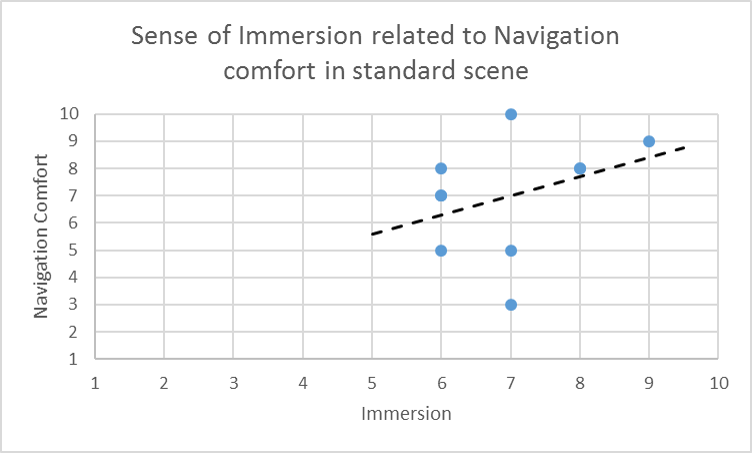 Sense of Immersion related to Navigation
comfort in standard scene
10
9
8
7
6
5
4
3
2
1
Navigation Comfort
1 2 3 4 5 6 7 8 9 10
Immersion